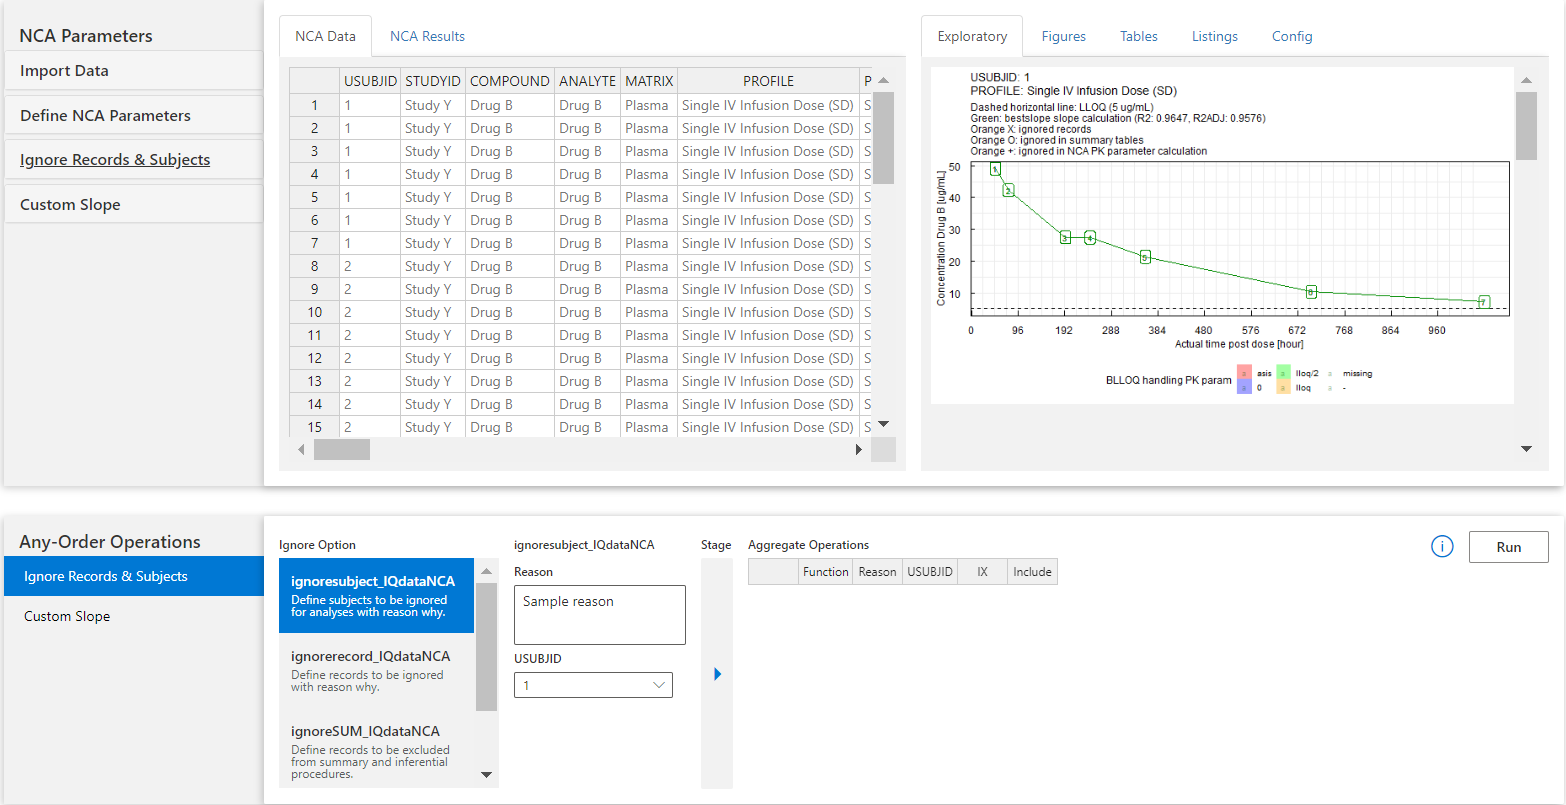 NCA Parameters
Import Data
Define NCA Parameters
Ignore Records & Subjects
Custom Slope
NCA Data NCA Results
USUBJID STUDYID COMPOUND ANALYTE MATRIX PROFILE P
1 1 Study Y Drug B Drug B Plasma Single IV Infusion Dose (SD) S
2 1 Study Y Drug B Drug B Plasma Single IV Infusion Dose (SD) S
3 1 Study Y Drug B Drug B Plasma Single IV Infusion Dose (SD) S
4 1 Study Y Drug B Drug B Plasma Single IV Infusion Dose (SD) S
5 1 Study Y Drug B Drug B Plasma Single IV Infusion Dose (SD) S
6 1 Study Y Drug B Drug B Plasma Single IV Infusion Dose (SD) S
7 1 Study Y Drug B Drug B Plasma Single IV Infusion Dose (SD) S
8 2 Study Y Drug B Drug B Plasma Single IV Infusion Dose (SD) S
9 2 Study Y Drug B Drug B Plasma Single IV Infusion Dose (SD) S
10 2 Study Y Drug B Drug B Plasma Single IV Infusion Dose (SD) S
11 2 Study Y Drug B Drug B Plasma Single IV Infusion Dose (SD) S
12 2 Study Y Drug B Drug B Plasma Single IV Infusion Dose (SD) S
13 2 Study Y Drug B Drug B Plasma Single IV Infusion Dose (SD) S
14 2 Study Y Drug B Drug B Plasma Single IV Infusion Dose (SD) S
15 2 Study Y Drug B Drug B Plasma Single IV Infusion Dose (SD) S
Exploratory Figures Tables Listings Config
USUBJID: 1
PROFILE: Single IV Infusion Dose (SD)
Dashed horizontal line: LLOQ (5 ug/mL)
Green: bestslope slope calculation (R2: 0.9647, R2ADJ: 0.9576)
Orange X: ignored records
Orange O: ignored in summary tables
Orange +: ignored in NCA PK parameter calculation
Concentration Drug B [ug/mL]
50
40
30
20
10
1
2
3
4
5
6
7
0 96 192 288 384 480 576 672 768 864 960
Actual time post dose [hour]
BLLOQ handling PK param
a asis a lloq/2 a missing
a 0 a lloq a -
Any-Order Operations
Ignore Records & Subjects
Custom Slope
Ignore Option
ignoresubject_IQdataNCA
Define subjects to be ignored
for analyses with reason why.
ignorerecord_IQdataNCA
Define records to be ignored
with reason why.
ignoreSUM_IQdataNCA
Define records to be excluded
from summary and inferential
procedures.
ignoresubject_IQdataNCA
Reason
Sample reason
USUBJID
1
Stage
Aggregate Operations
Function Reason USUBJID IX Include
i
Run